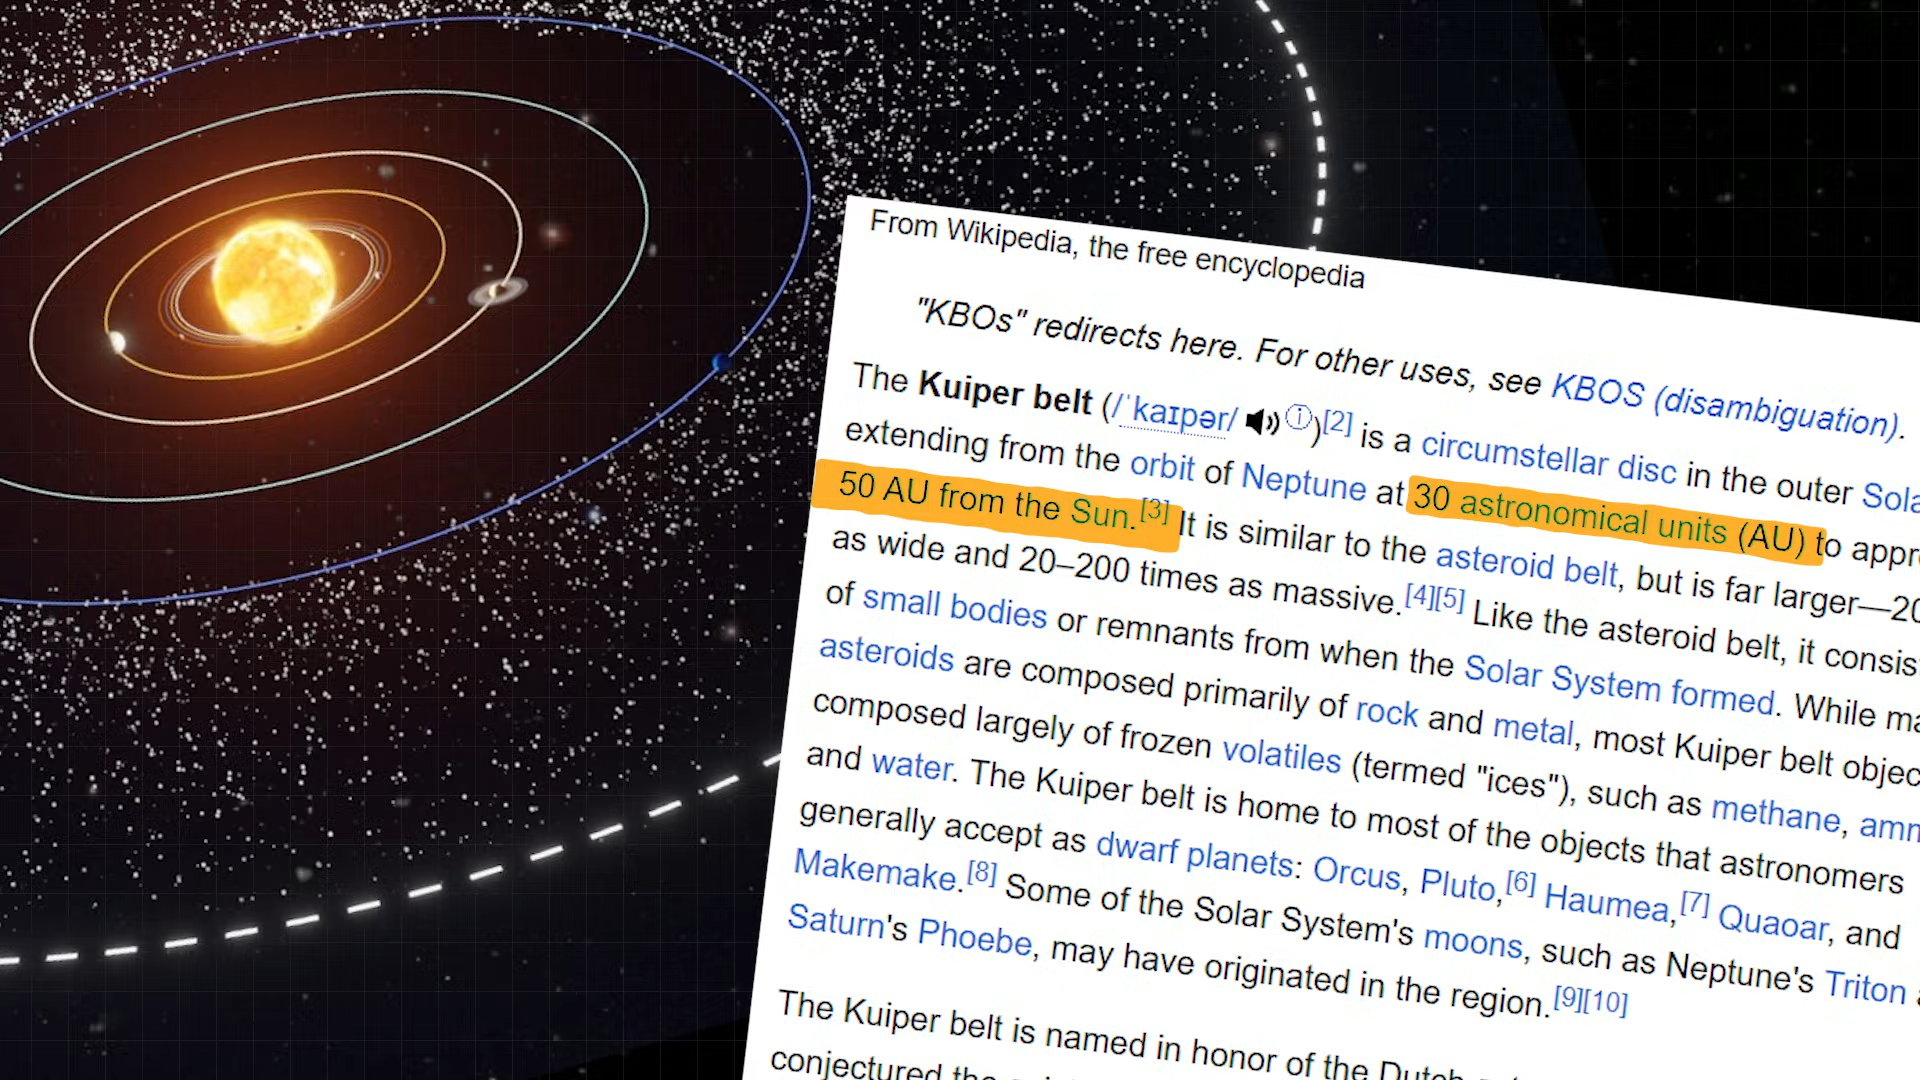 From Wikipedia, the free encyclopedia
"KBOs" redirects here. For other uses, see KBOS (disambiguation).
The Kuiper belt (/ˈkaɪpər/ ⓘ)[2] is a circumstellar disc in the outer
extending from the orbit of Neptune at 30 astronomical units (AU) to
50 AU from the Sun.[3] It is similar to the asteroid belt, but is far larger—20
as wide and 20–200 times as massive.[4][5] Like the asteroid belt, it
of small bodies or remnants from when the Solar System formed. While
asteroids are composed primarily of rock and metal, most Kuiper belt
composed largely of frozen volatiles (termed "ices"), such as methane,
and water. The Kuiper belt is home to most of the objects that astronomers
generally accept as dwarf planets: Orcus, Pluto,[6] Haumea,[7] Quaoar, and
Makemake.[8] Some of the Solar System's moons, such as Neptune's Triton
Saturn's Phoebe, may have originated in the region.[9][10]
The Kuiper belt is named in honor of the Dutch
conjectured the